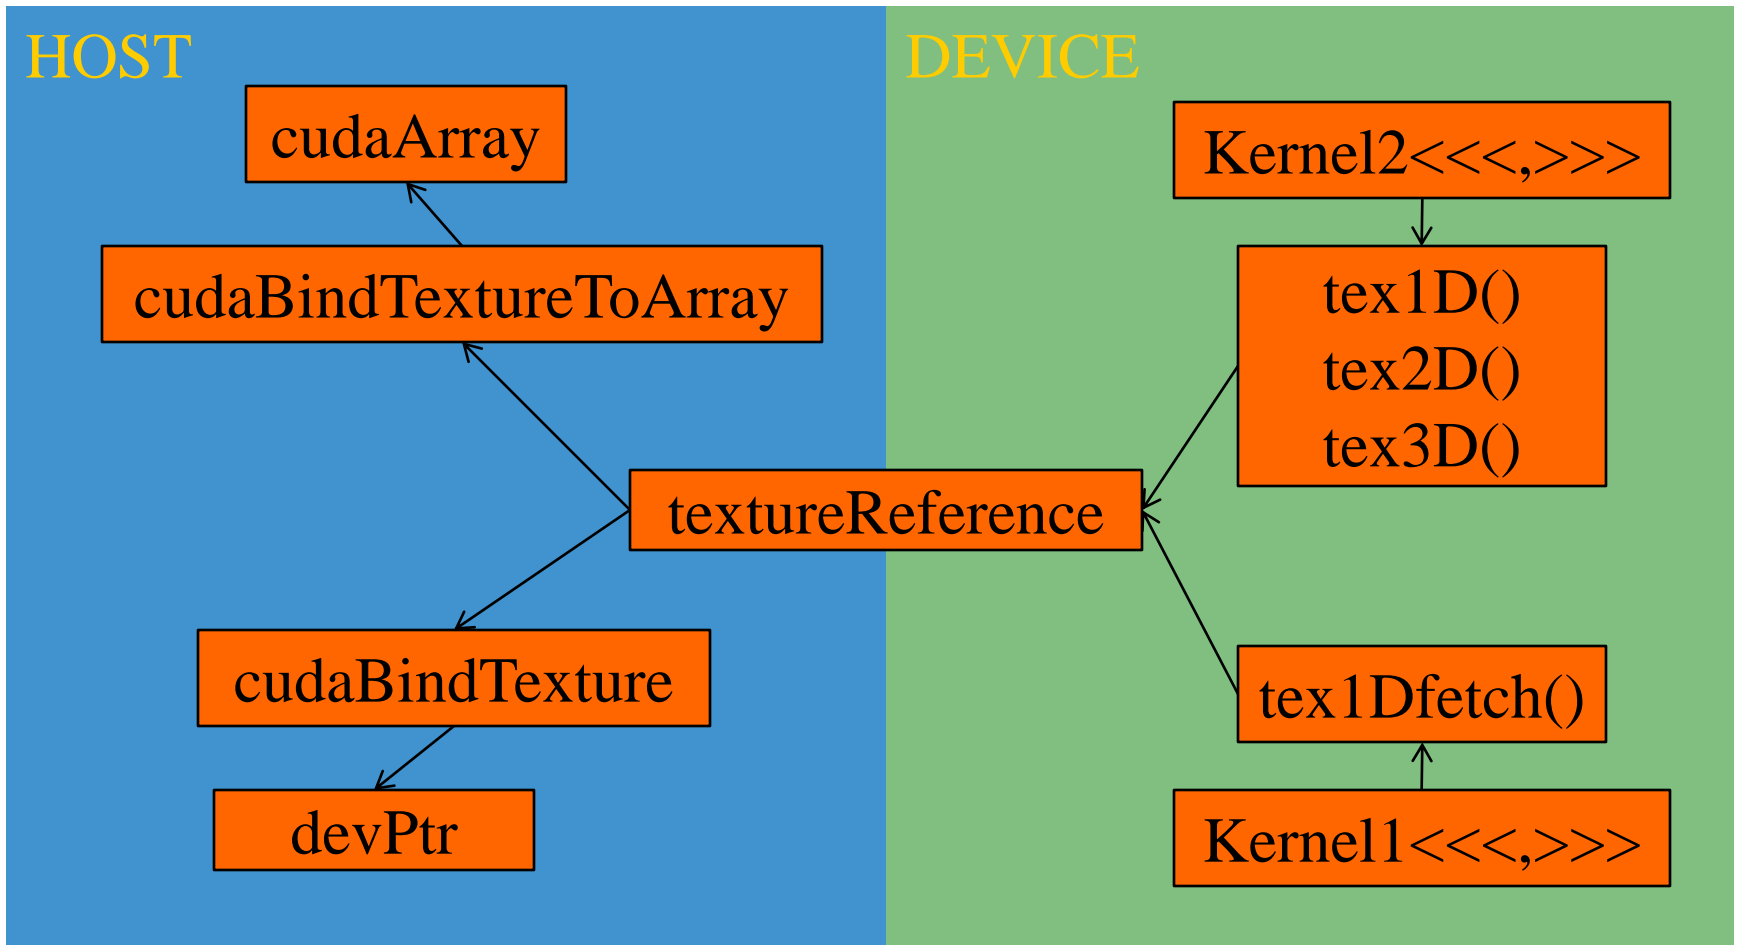 HOST
cudaArray
cudaBindTextureToArray
textureReference
cudaBindTexture
devPtr
DEVICE
Kernel2<<<,>>>
tex1D()
tex2D()
tex3D()
tex1Dfetch()
Kernel1<<<,>>>